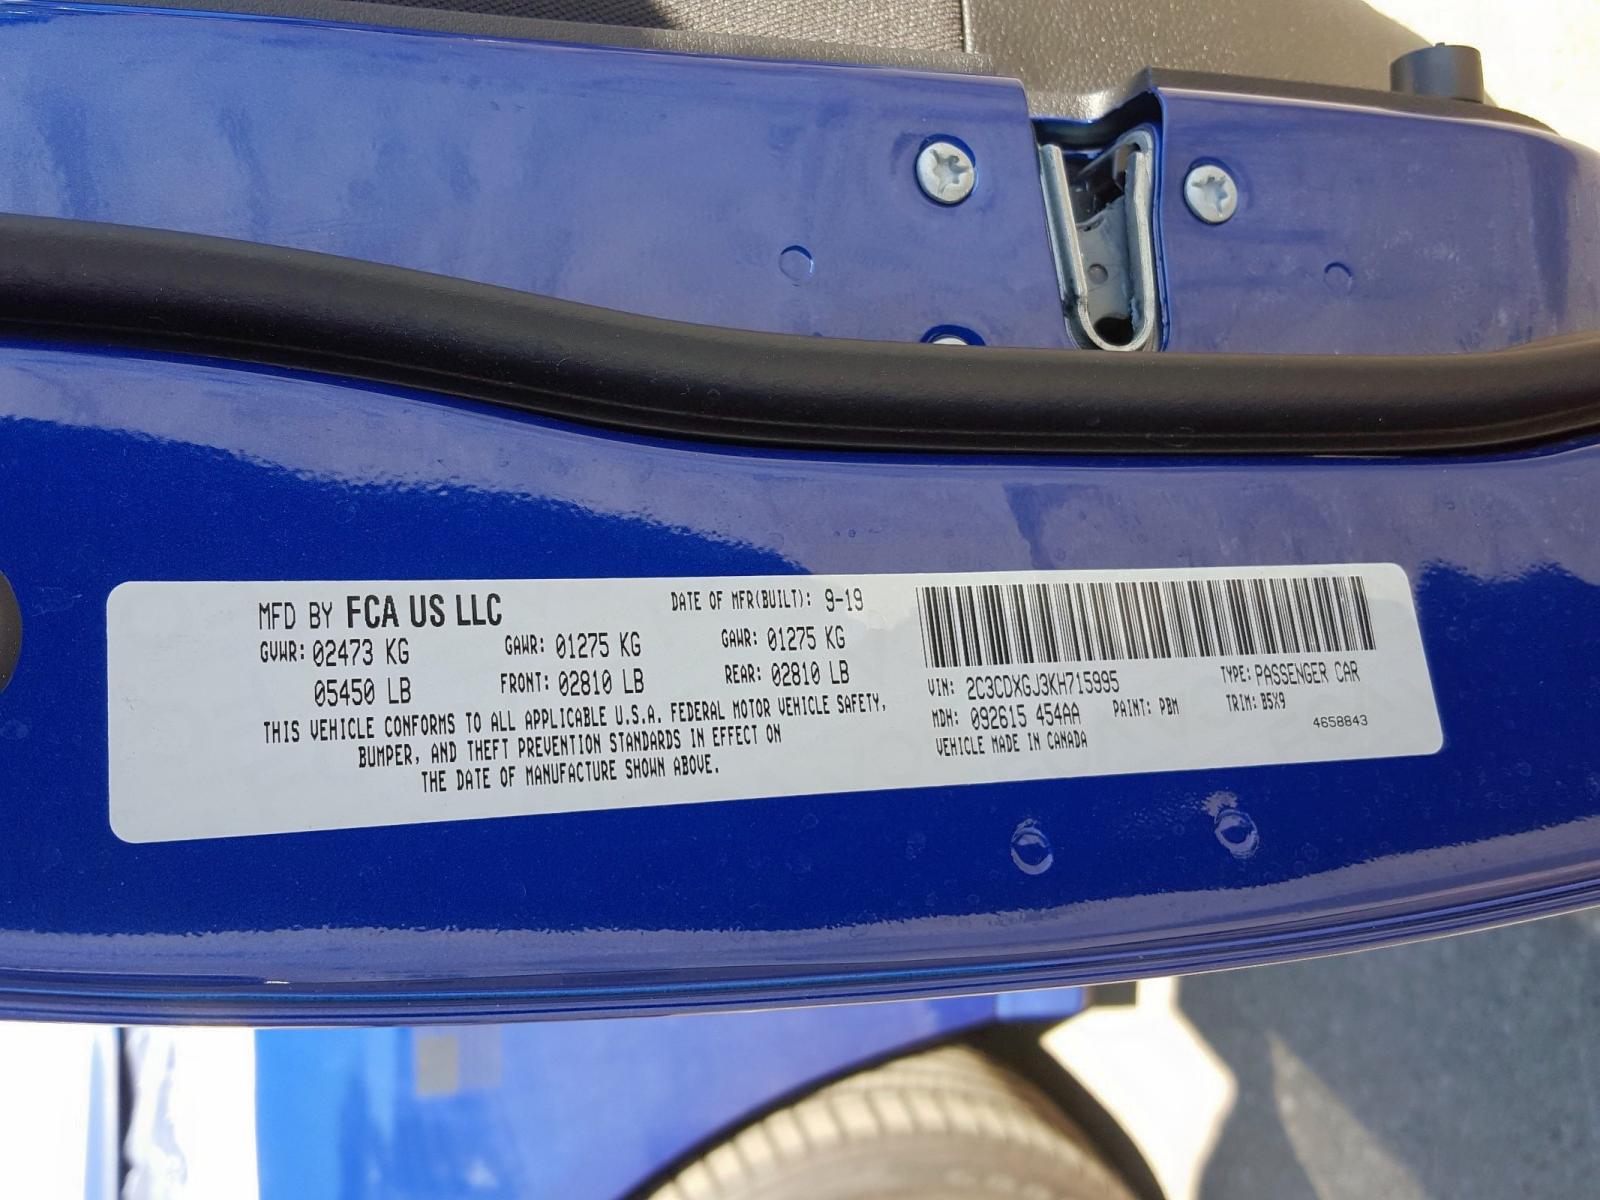 MFD BY FCA US LLC DATE OF MFR(BUILT): 9-19
GVWR: 02473 KG GAWR: 01275 KG GAWR: 01275 KG
05450 LB FRONT: 02810 LB REAR: 02810 LB
THIS VEHICLE CONFORMS TO ALL APPLICABLE U.S.A. FEDERAL MOTOR VEHICLE SAFETY,
BUMPER, AND THEFT PREVENTION STANDARDS IN EFFECT ON
THE DATE OF MANUFACTURE SHOWN ABOVE.
VIN: 2C3CDXGJ3KH715995 TYPE: PASSENGER CAR
MDH: 092615 454AA PAINT: PBM TRIM: B5X9
VEHICLE MADE IN CANADA 4658843